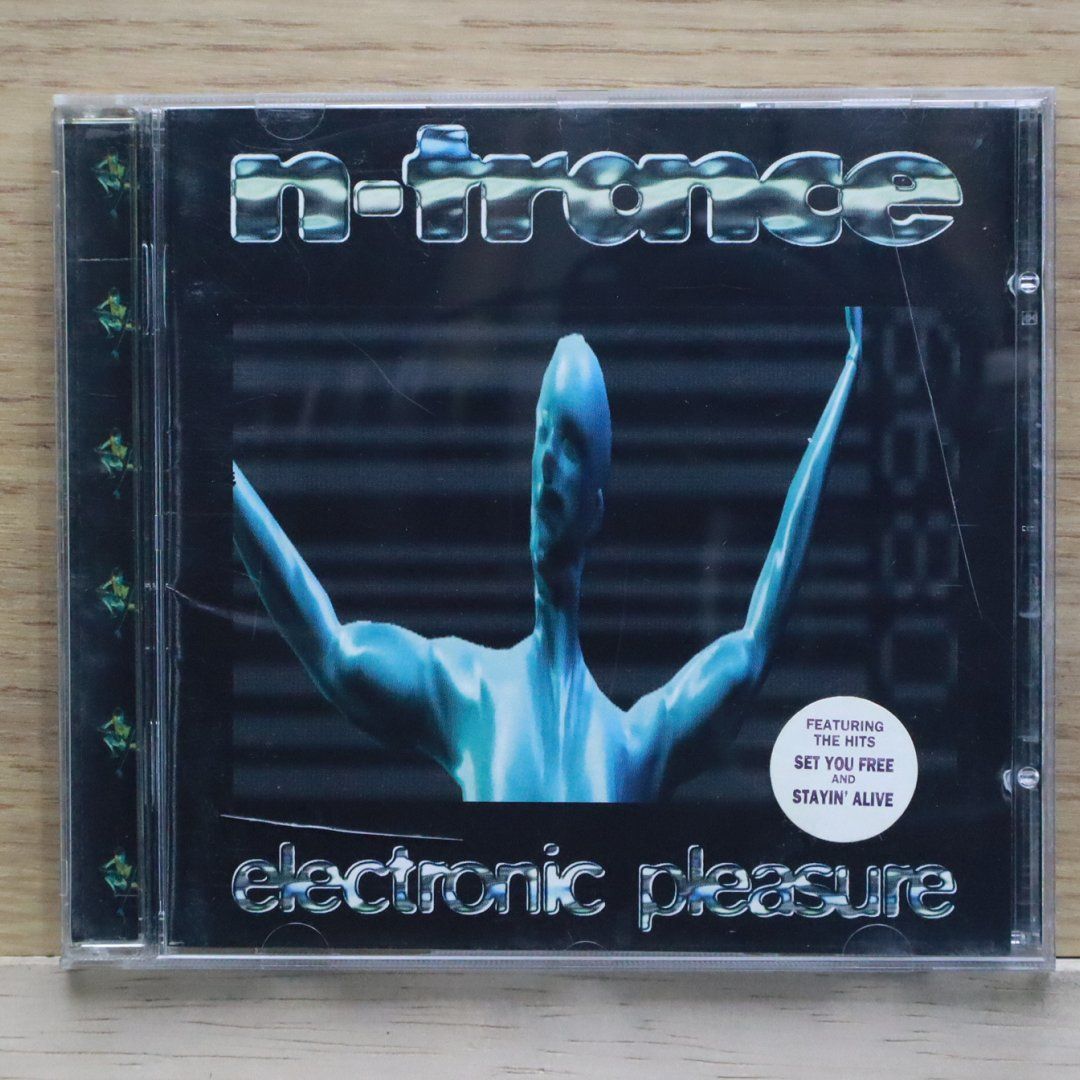 n-trance
FEATURING
THE HITS
SET YOU FREE
AND
STAYIN' ALIVE
electronic pleasure